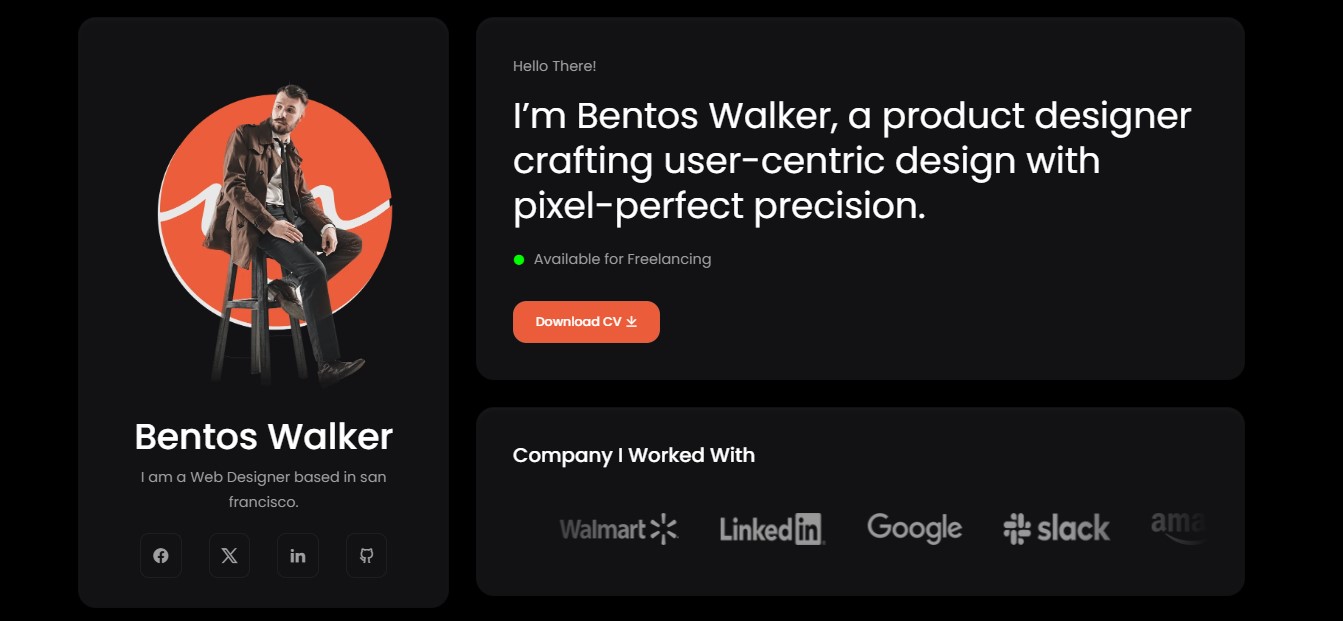 Bentos Walker
I am a Web Designer based in san
francisco.
Hello There!
I’m Bentos Walker, a product designer
crafting user-centric design with
pixel-perfect precision.
Available for Freelancing
Download CV
Company I Worked With
Walmart LinkedIn Google slack ama